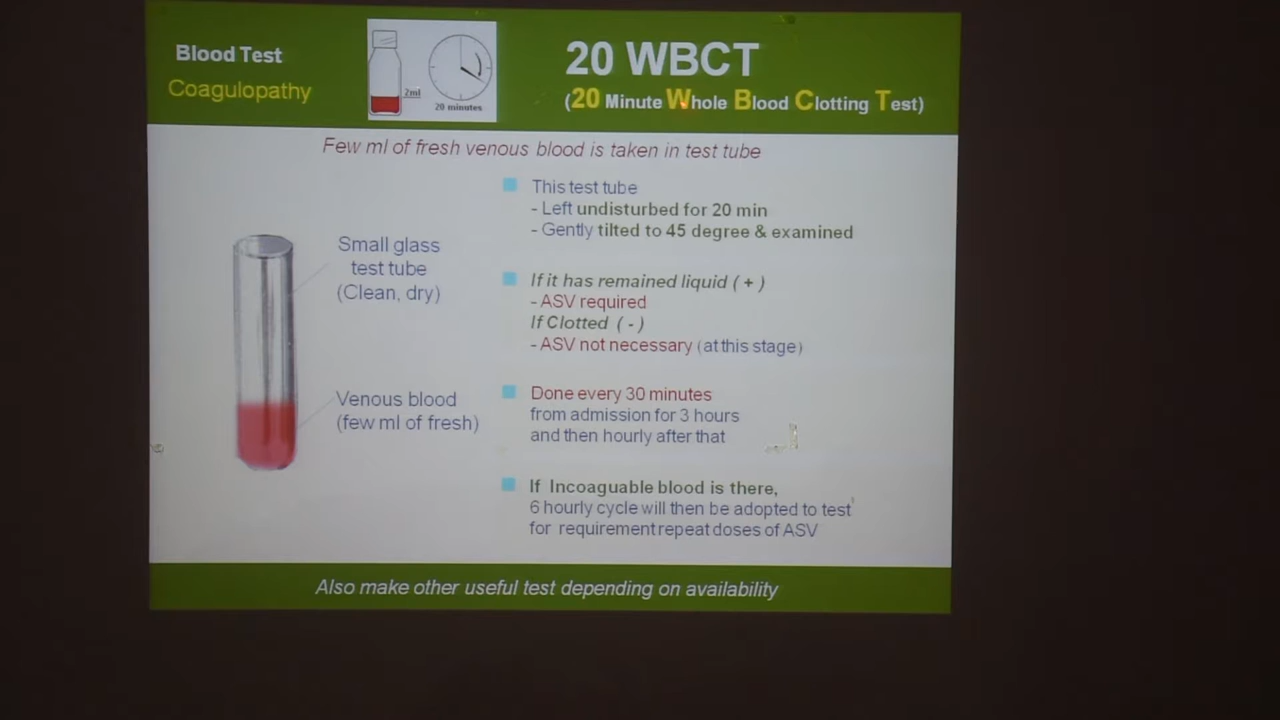 Blood Test
Coagulopathy
2ml
20 minutes
20 WBCT
(20 Minute Whole Blood Clotting Test)
Few ml of fresh venous blood is taken in test tube
Small glass
test tube
(Clean, dry)
Venous blood
(few ml of fresh)
This test tube
- Left undisturbed for 20 min
- Gently tilted to 45 degree & examined
If it has remained liquid ( + )
- ASV required
If Clotted ( - )
- ASV not necessary (at this stage)
Done every 30 minutes
from admission for 3 hours
and then hourly after that
If Incoaguable blood is there,
6 hourly cycle will then be adopted to test
for requirement repeat doses of ASV
Also make other useful test depending on availability